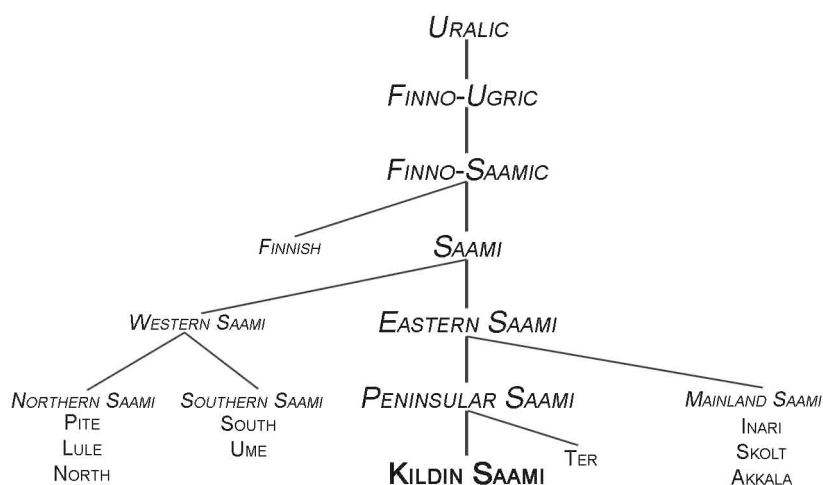 URALIC
FINNO-UGRIC
FINNO-SAAMIC
FINNISH
SAAMI
WESTERN SAAMI
EASTERN SAAMI
NORTHERN SAAMI
PITE
LULE
NORTH
SOUTHERN SAAMI
SOUTH
UME
PENINSULAR SAAMI
KILDIN SAAMI
TER
MAINLAND SAAMI
INARI
SKOLT
AKKALA